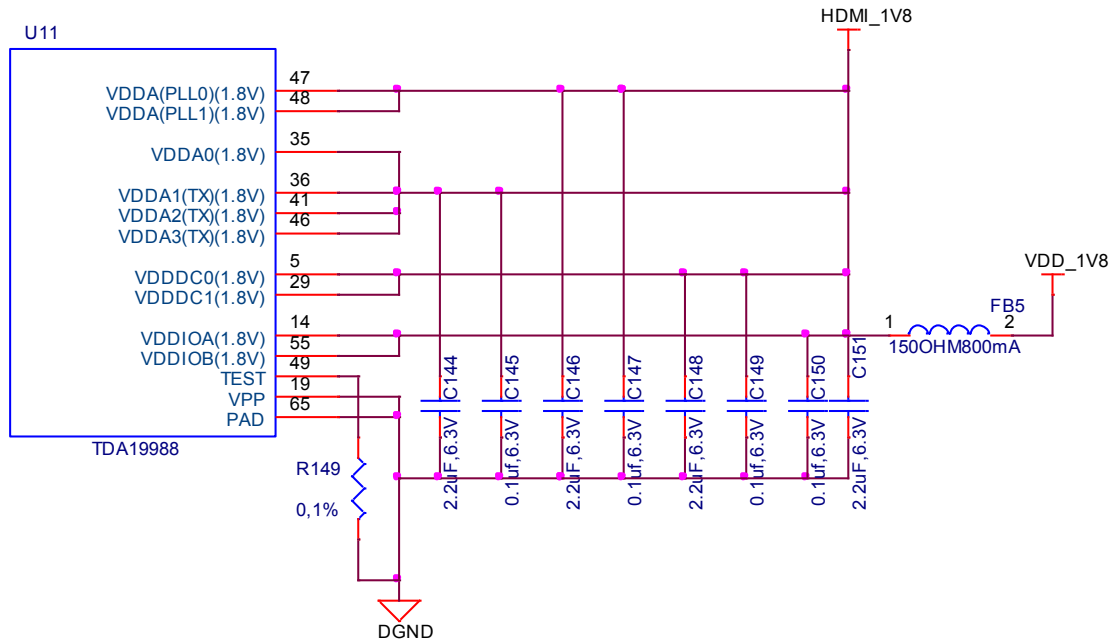 U11
HDMI_1V8
47
VDDA(PLL0)(1.8V)
48
VDDA(PLL1)(1.8V)
35
VDDA0(1.8V)
36
VDDA1(TX)(1.8V)
41
VDDA2(TX)(1.8V)
46
VDDA3(TX)(1.8V)
5
VDDDC0(1.8V)
29
VDDDC1(1.8V)
14
VDDIOA(1.8V)
55
VDDIOB(1.8V)
49
TEST
19
VPP
65
PAD
TDA19988
VDD_1V8
FB5
1
2
150OHM800mA
C144
C145
C146
C147
C148
C149
C150
C151
2.2uF,6.3V
0.1uf,6.3V
2.2uF,6.3V
0.1uf,6.3V
2.2uF,6.3V
0.1uf,6.3V
0.1uf,6.3V
2.2uF,6.3V
R149
0,1%
DGND